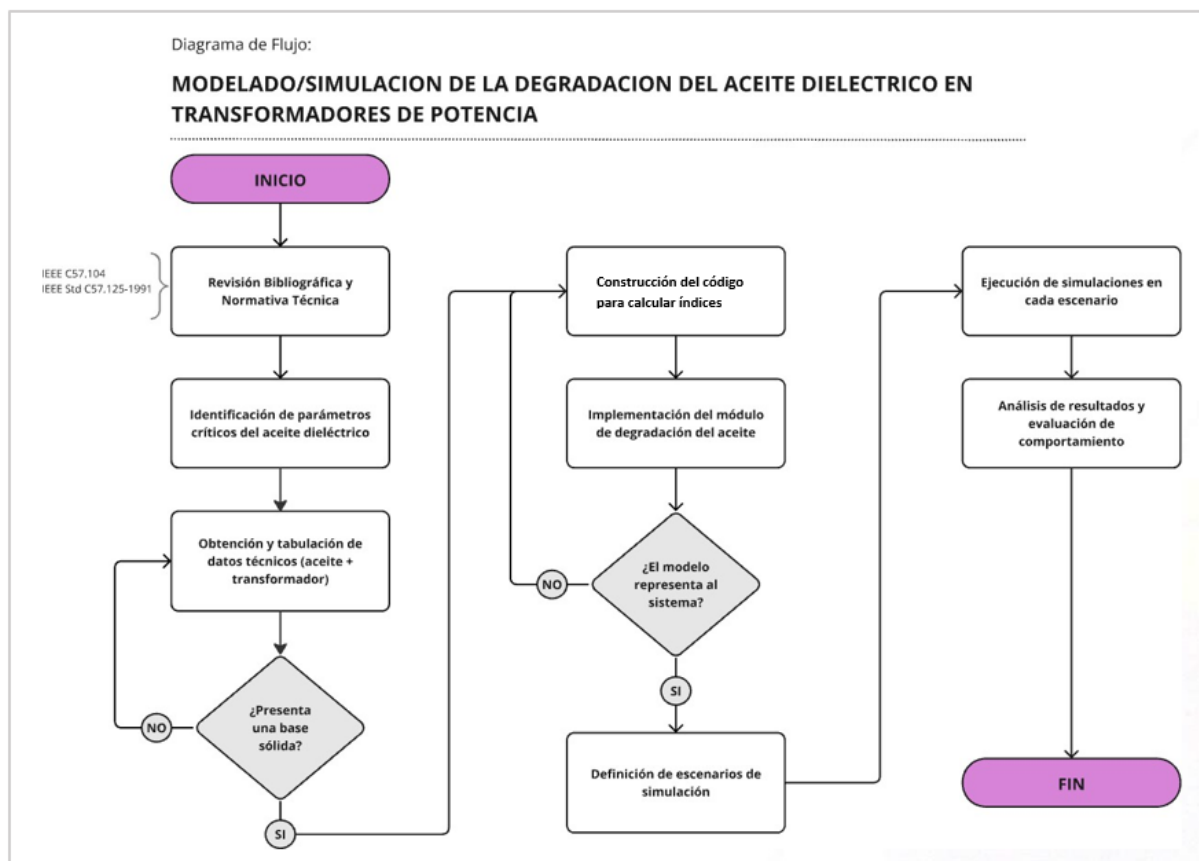 Diagrama de Flujo:
MODELADO/SIMULACION DE LA DEGRADACION DEL ACEITE DIELECTRICO EN
TRANSFORMADORES DE POTENCIA
INICIO
IEEE C57.104
IEEE Std C57.125-1991
Revisión Bibliográfica y
Normativa Técnica
Identificación de parámetros
críticos del aceite dieléctrico
Obtención y tabulación de
datos técnicos (aceite +
transformador)
¿Presenta
una base
sólida?
NO
SI
Construcción del código
para calcular índices
Implementación del módulo
de degradación del aceite
¿El modelo
representa al
sistema?
NO
SI
Definición de escenarios de
simulación
Ejecución de simulaciones en
cada escenario
Análisis de resultados y
evaluación de
comportamiento
FIN